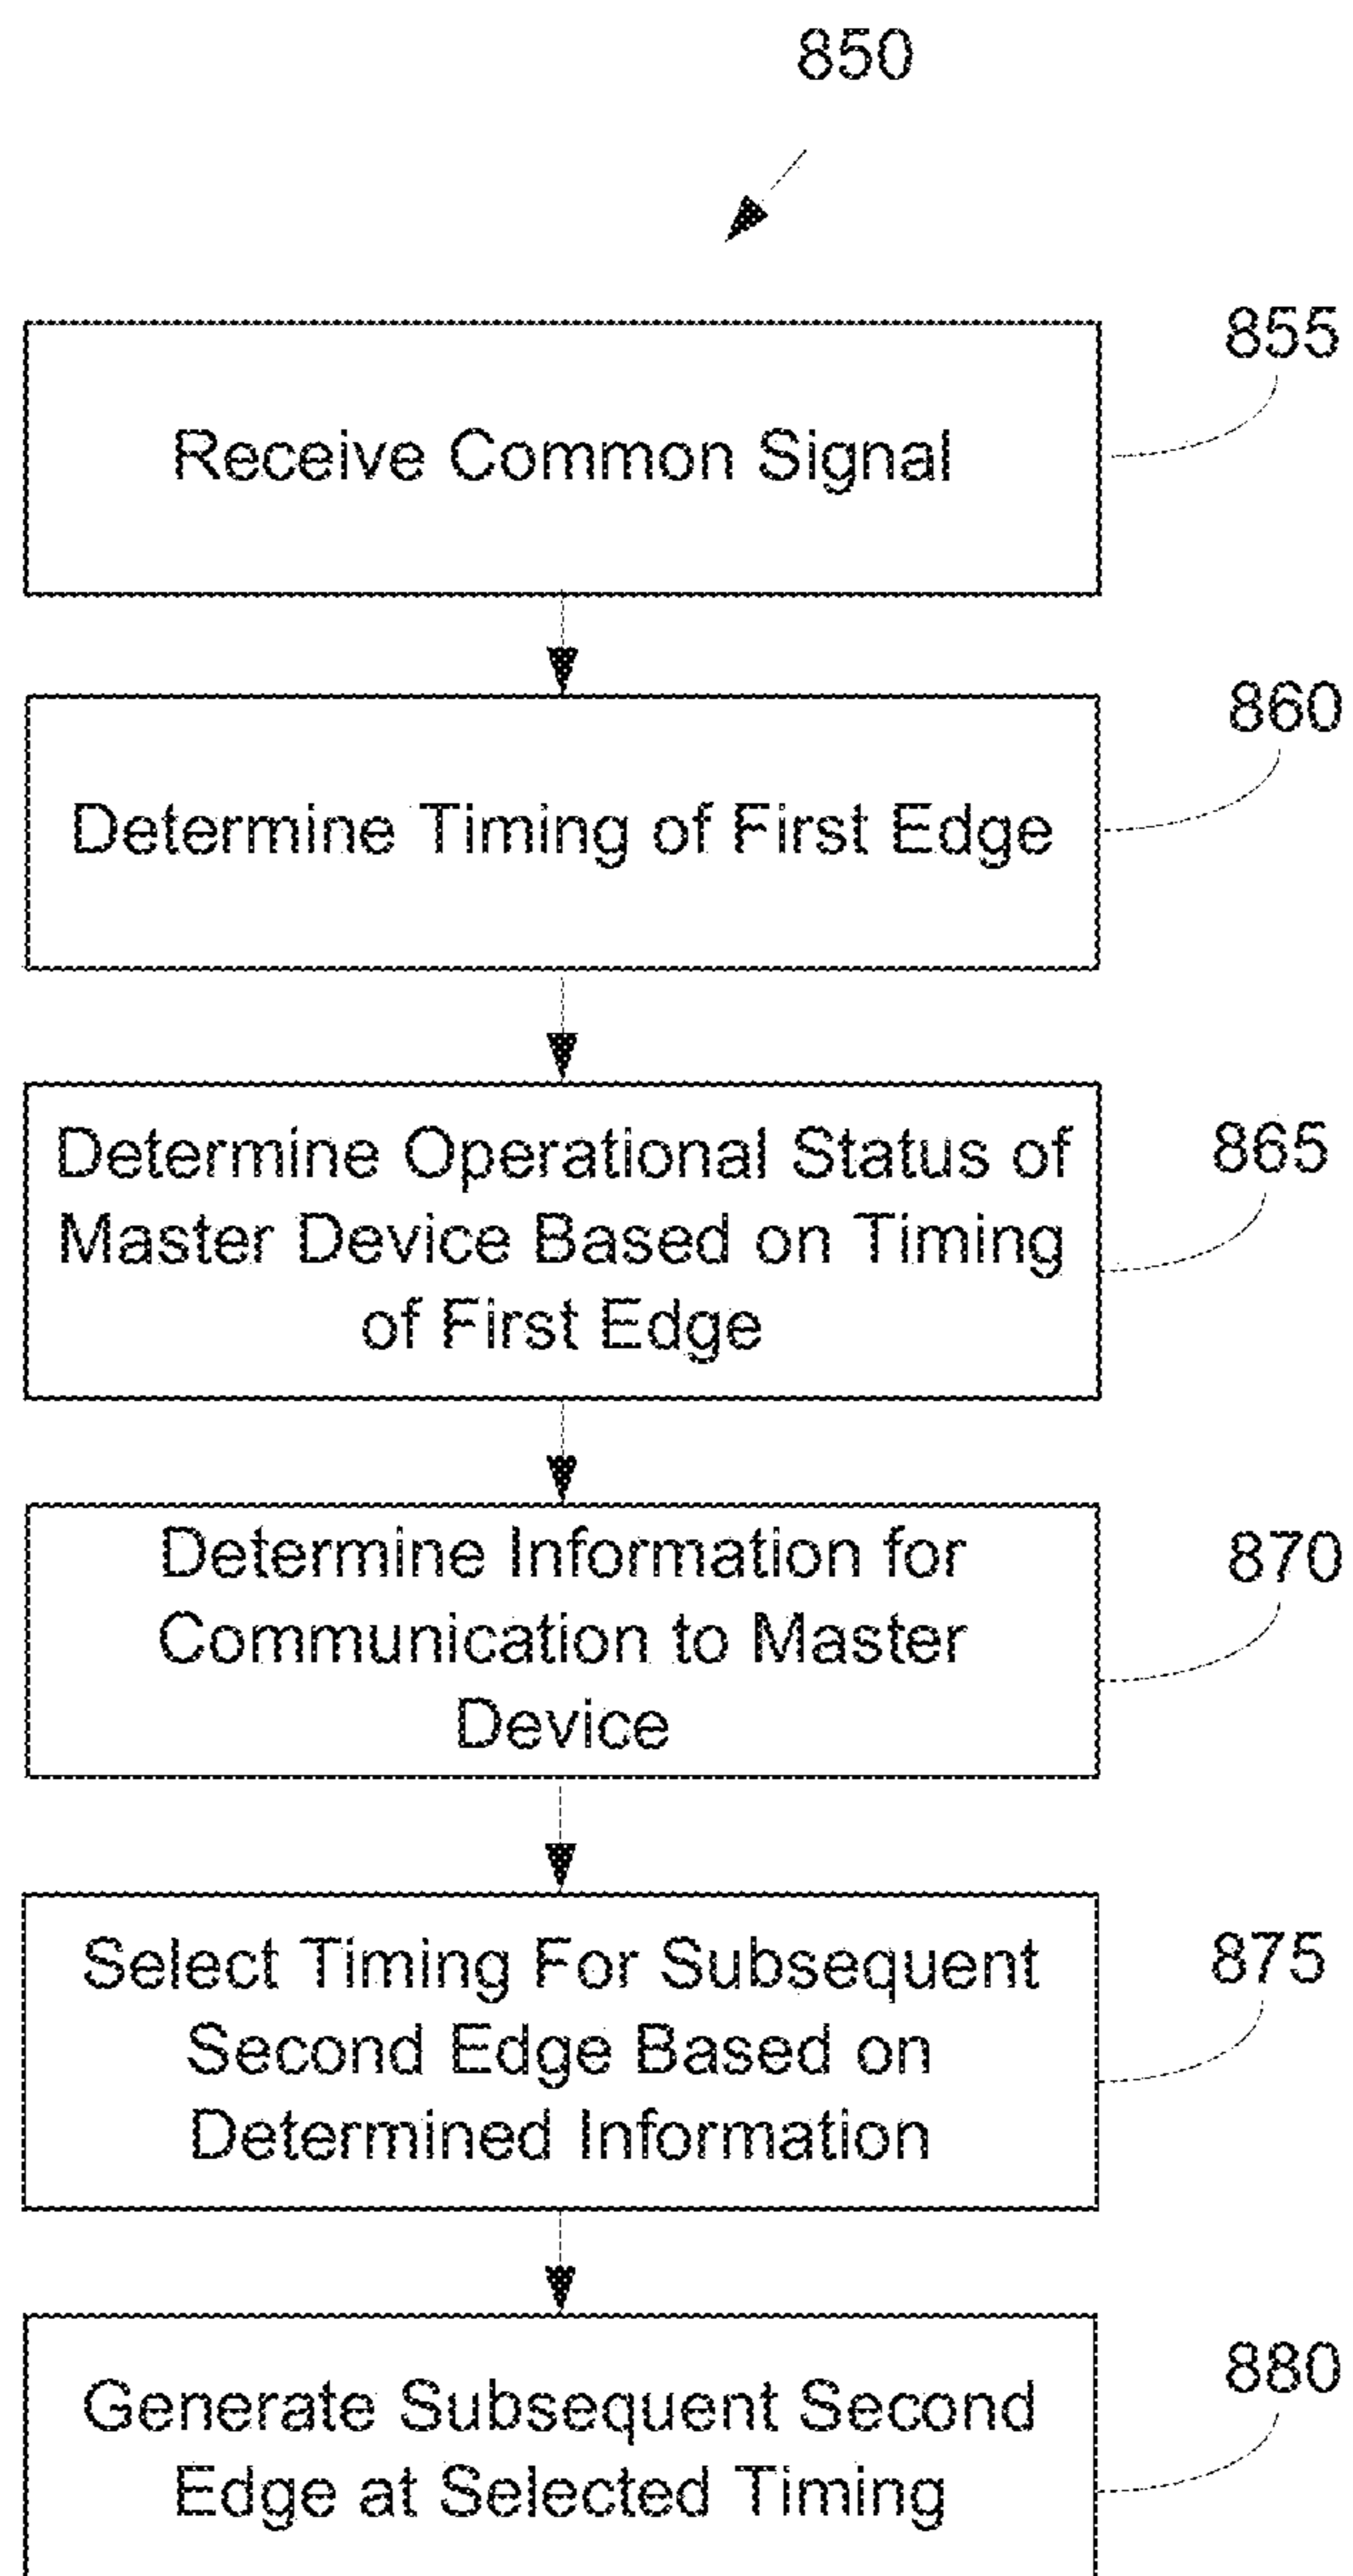 850
Receive Common Signal
855
Determine Timing of First Edge
860
Determine Operational Status of
Master Device Based on Timing
of First Edge
865
Determine Information for
Communication to Master
Device
870
Select Timing For Subsequent
Second Edge Based on
Determined Information
875
Generate Subsequent Second
Edge at Selected Timing
880